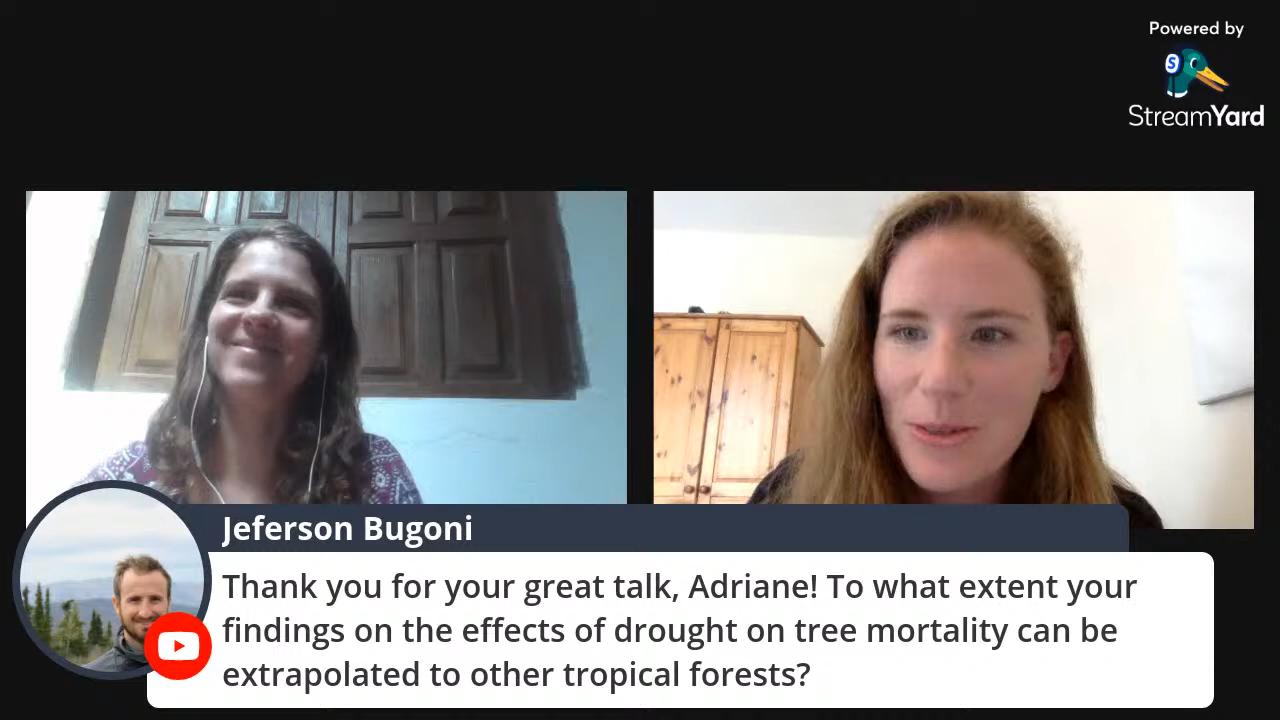 Powered by
StreamYard
Jeferson Bugoni
Thank you for your great talk, Adriane! To what extent your
findings on the effects of drought on tree mortality can be
extrapolated to other tropical forests?